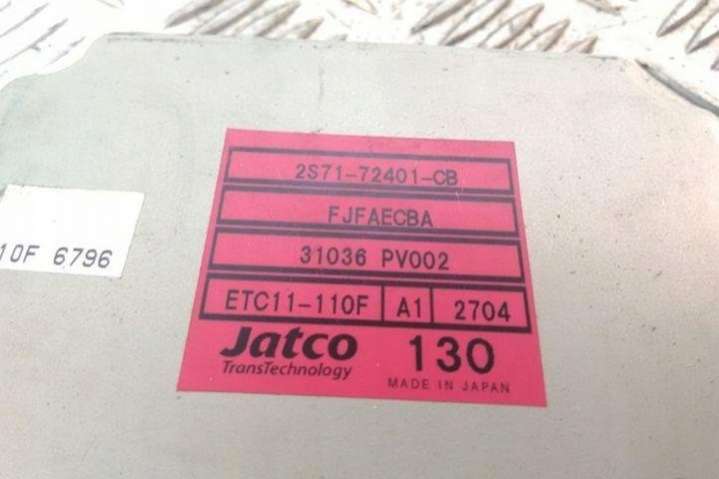 2S71-72401-CB
FJFAECBA
31036 PV002
ETC11-110F A1 2704
Jatco 130
TransTechnology MADE IN JAPAN
10F 6796